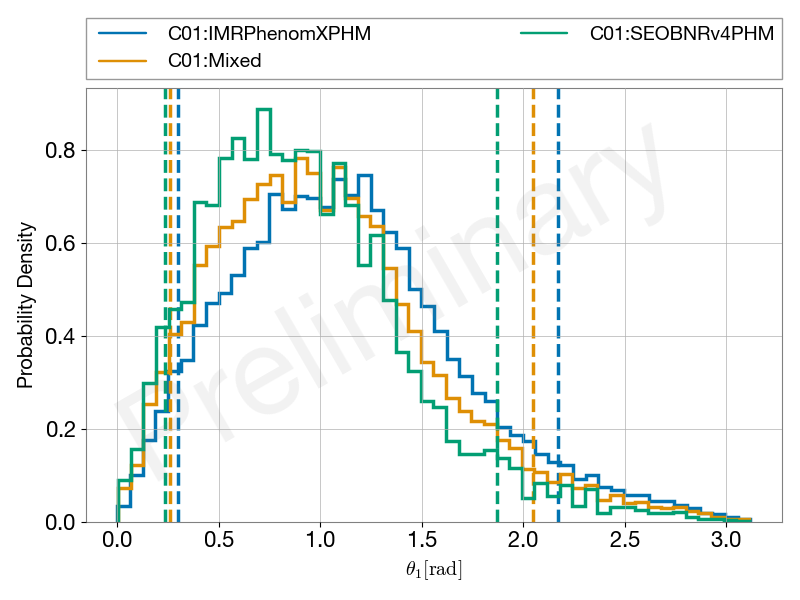 C01:IMRPhenomXPHM
C01:Mixed
C01:SEOBNRv4PHM
Preliminary
Probability Density
0.8
0.6
0.4
0.2
0.0
0.0 0.5 1.0 1.5 2.0 2.5 3.0
θ₁[rad]